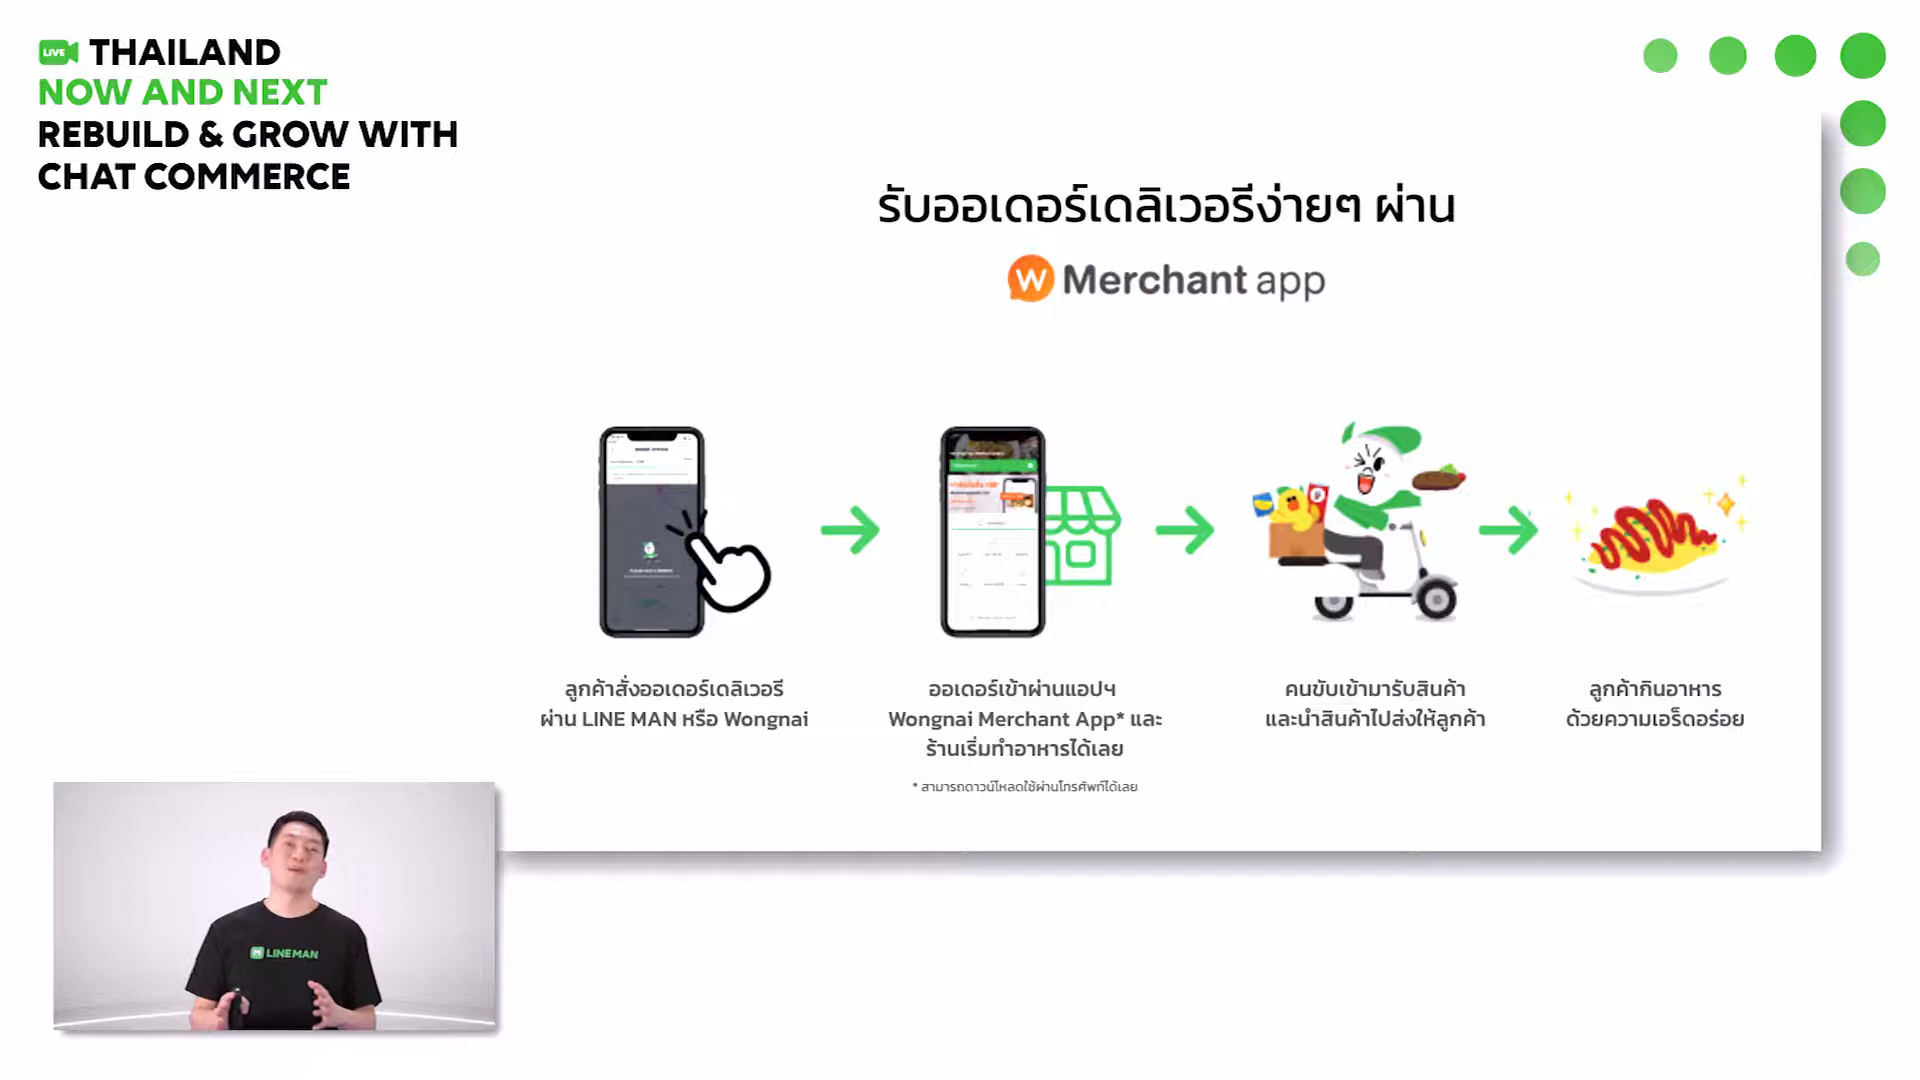 LIVE THAILAND
NOW AND NEXT
REBUILD & GROW WITH
CHAT COMMERCE
รับออเดอร์เดลิเวอรีง่ายๆ ผ่าน
W Merchant app
ลูกค้าสั่งออเดอร์เดลิเวอรี
ผ่าน LINE MAN หรือ Wongnai
ออเดอร์เข้าผ่านแอปฯ
Wongnai Merchant App* และ
ร้านเริ่มทำอาหารได้เลย
* สามารถดาวน์โหลดใช้ผ่านโทรศัพท์ได้เลย
คนขับเข้ามารับสินค้า
และนำสินค้าไปส่งให้ลูกค้า
ลูกค้ากินอาหาร
ด้วยความเอร็ดอร่อย
LINE MAN